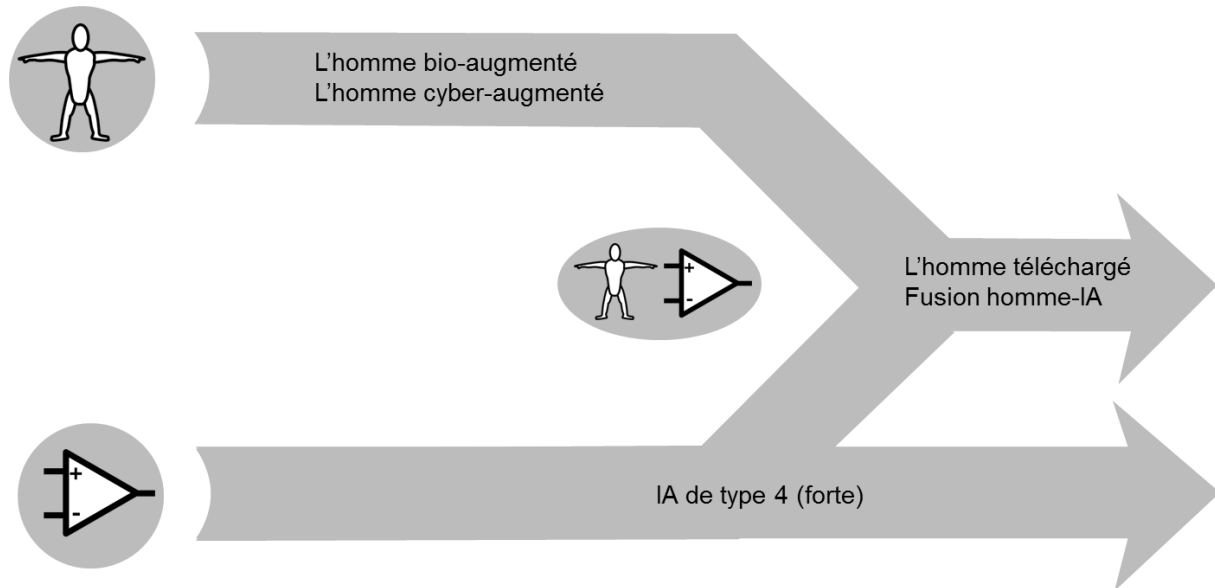 L'homme bio-augmenté
L'homme cyber-augmenté
+
-
L'homme téléchargé
Fusion homme-IA
+
-
IA de type 4 (forte)